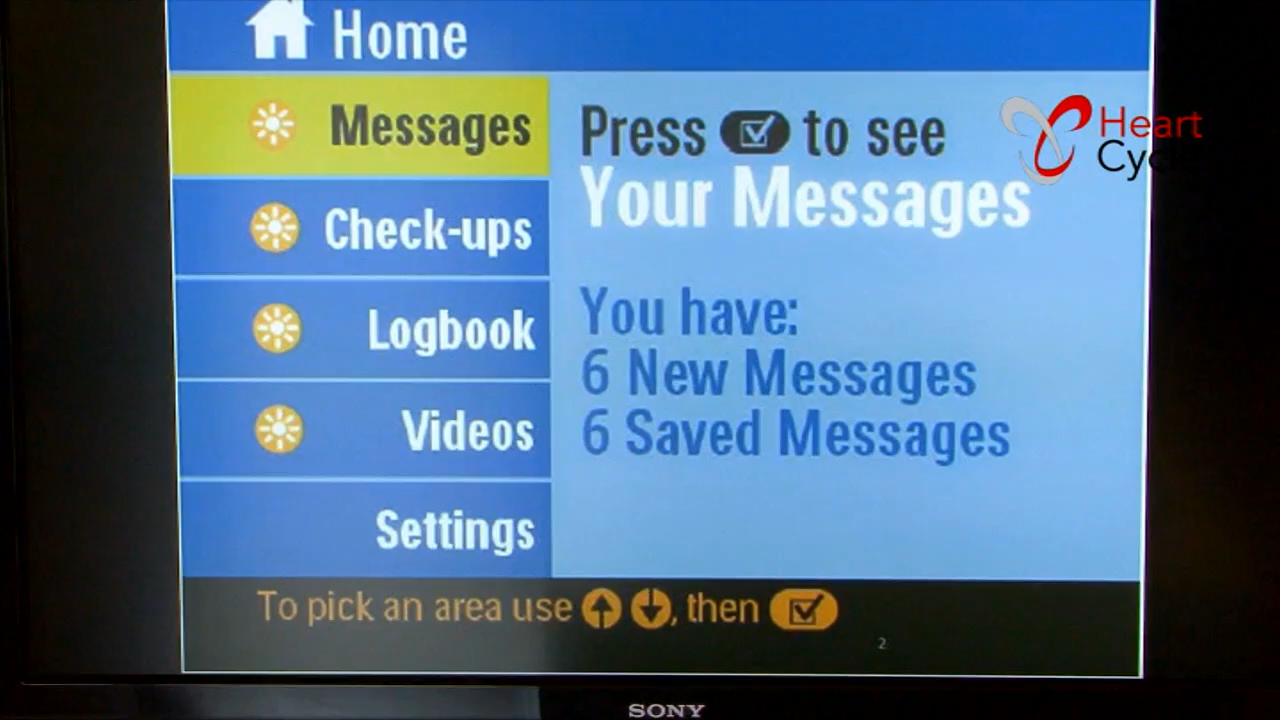 Home
Messages
Check-ups
Logbook
Videos
Settings
Press to see
Your Messages
You have:
6 New Messages
6 Saved Messages
To pick an area use , then
2
Heart
SONY